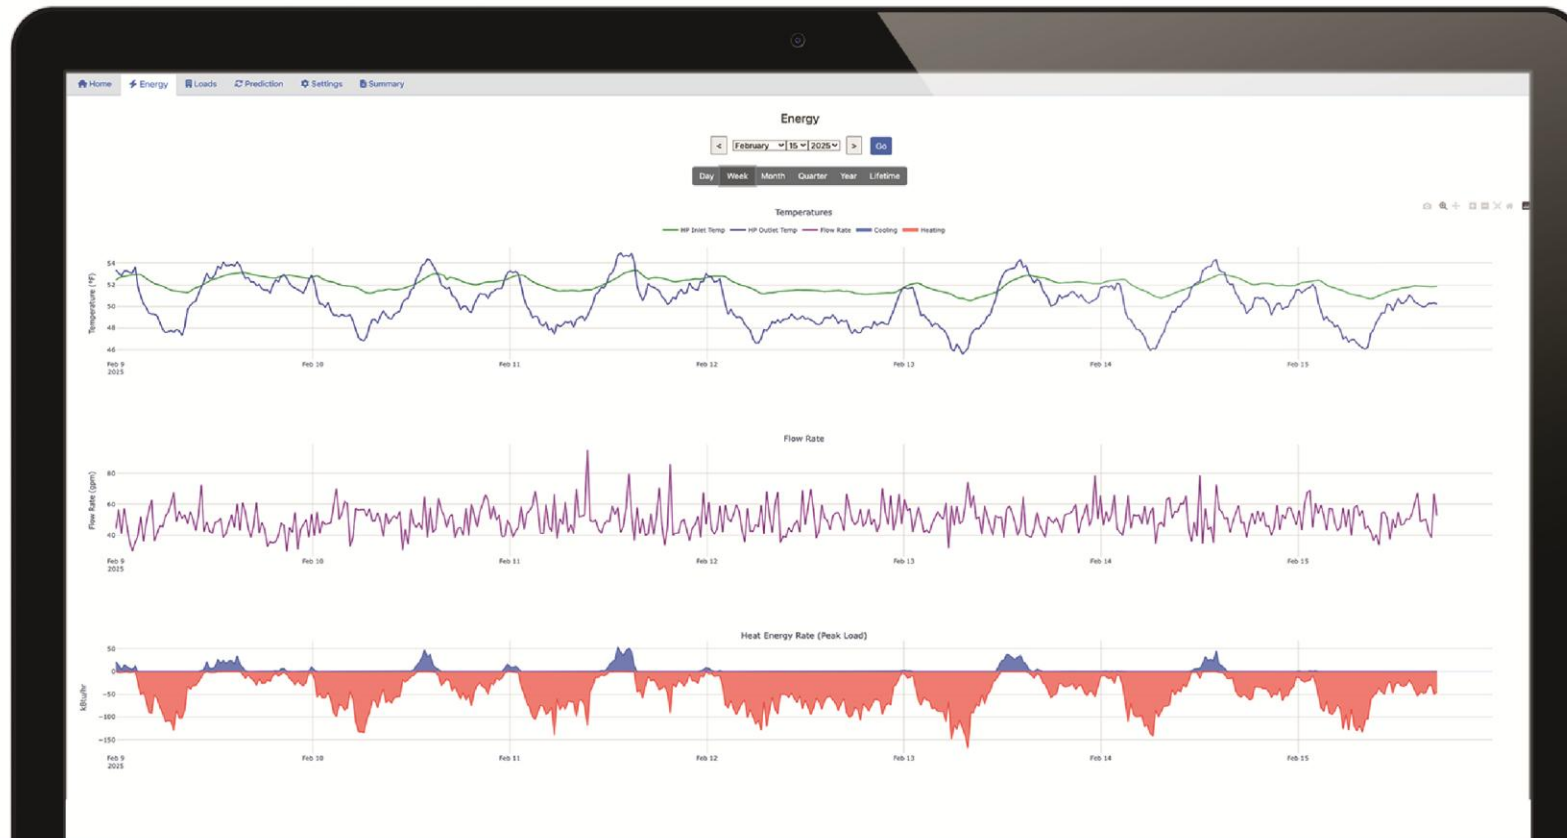 Home Energy Loads Prediction Settings Summary
Energy
< February 15 2025 > Go
Day Week Month Quarter Year Lifetime
Temperatures
HP Inlet Temp HP Outlet Temp Flow Rate Cooling Heating
Temperature (°F)
54
52
50
48
46
Feb 9 Feb 10 Feb 11 Feb 12 Feb 13 Feb 14 Feb 15
2025
Flow Rate
Flow Rate (gpm)
80
60
40
Feb 9 Feb 10 Feb 11 Feb 12 Feb 13 Feb 14 Feb 15
2025
Heat Energy Rate (Peak Load)
kBtu/hr
50
0
−50
−100
−150
Feb 9 Feb 10 Feb 11 Feb 12 Feb 13 Feb 14 Feb 15
2025